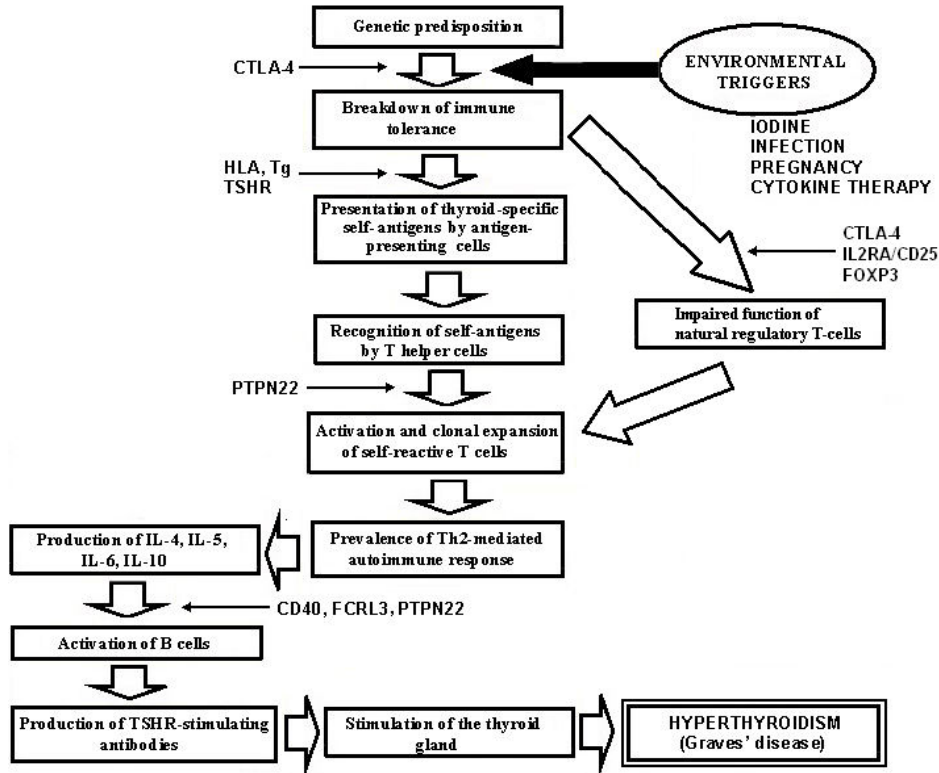 Genetic predisposition
CTLA-4
ENVIRONMENTAL
TRIGGERS
Breakdown of immune
tolerance
IODINE
INFECTION
PREGNANCY
CYTOKINE THERAPY
HLA, Tg
TSHR
Presentation of thyroid-specific
self- antigens by antigen-
presenting cells
CTLA-4
IL2RA/CD25
FOXP3
Recognition of self-antigens
by T helper cells
Impaired function of
natural regulatory T-cells
PTPN22
Activation and clonal expansion
of self-reactive T cells
Prevalence of Th2-mediated
autoimmune response
Production of IL-4, IL-5,
IL-6, IL-10
CD40, FCRL3, PTPN22
Activation of B cells
Production of TSHR-stimulating
antibodies
Stimulation of the thyroid
gland
HYPERTHYROIDISM
(Graves' disease)